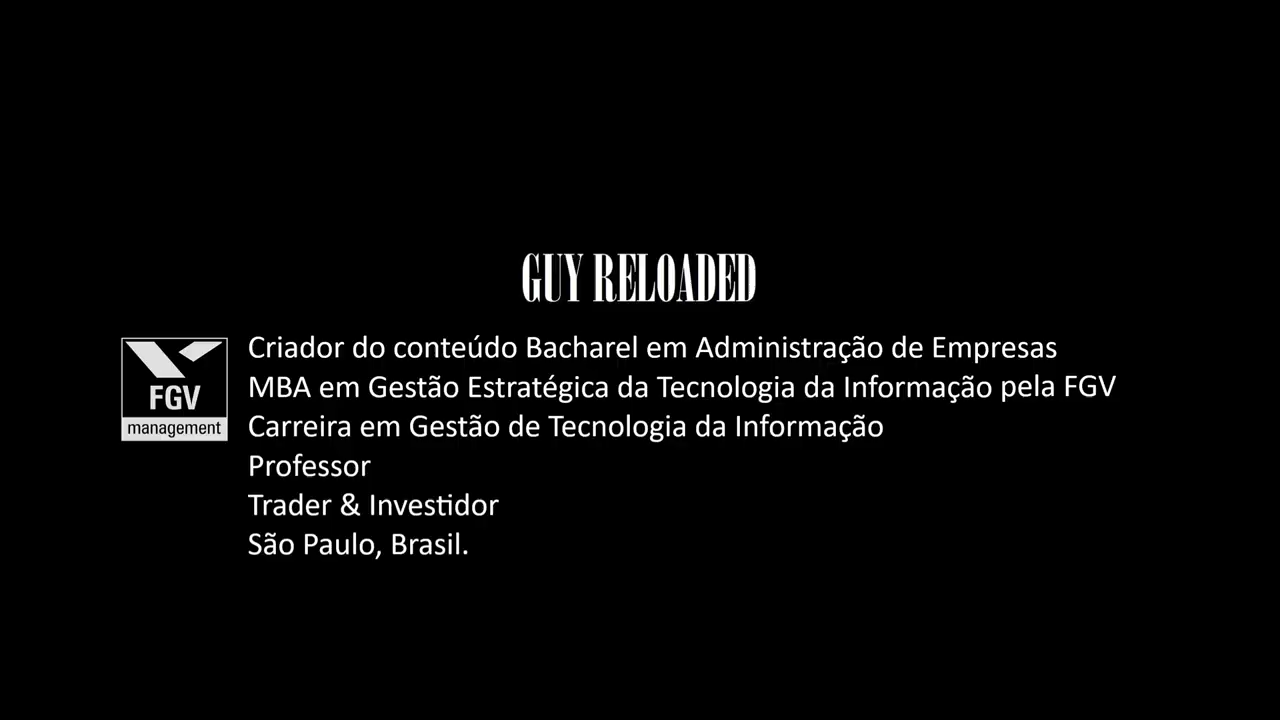 GUY RELOADED
FGV
management
Criador do conteúdo Bacharel em Administração de Empresas
MBA em Gestão Estratégica da Tecnologia da Informação pela FGV
Carreira em Gestão de Tecnologia da Informação
Professor
Trader & Investidor
São Paulo, Brasil.